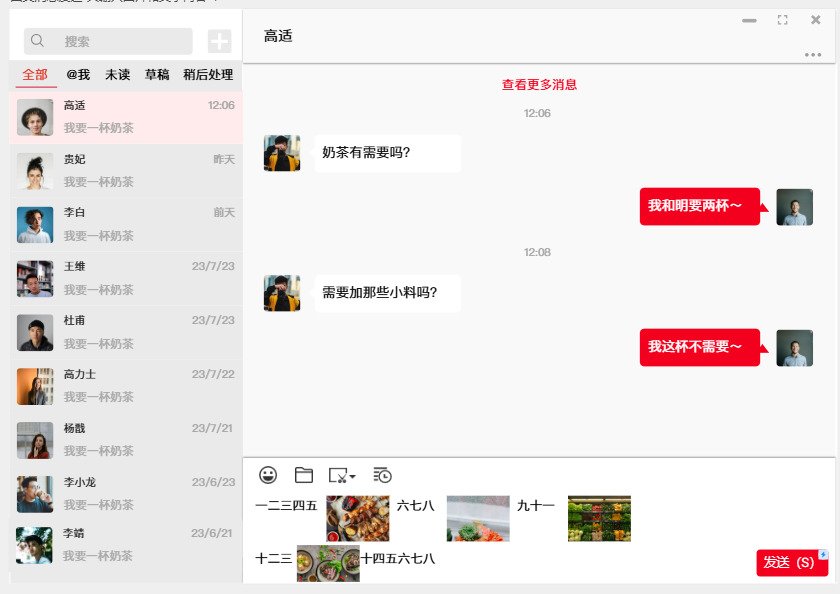 搜索
全部 @我 未读 草稿 稍后处理
高适 12:06
我要一杯奶茶
贵妃 昨天
我要一杯奶茶
李白 前天
我要一杯奶茶
王维 23/7/23
我要一杯奶茶
杜甫 23/7/23
我要一杯奶茶
高力士 23/7/22
我要一杯奶茶
杨戬 23/7/21
我要一杯奶茶
李小龙 23/6/23
我要一杯奶茶
李婧 23/6/21
我要一杯奶茶
高适
查看更多消息
12:06
奶茶有需要吗?
我和明要两杯～
12:08
需要加那些小料吗?
我这杯不需要～
一二三四五 六七八 九十一
十二三 十四五六七八
发送 (S)